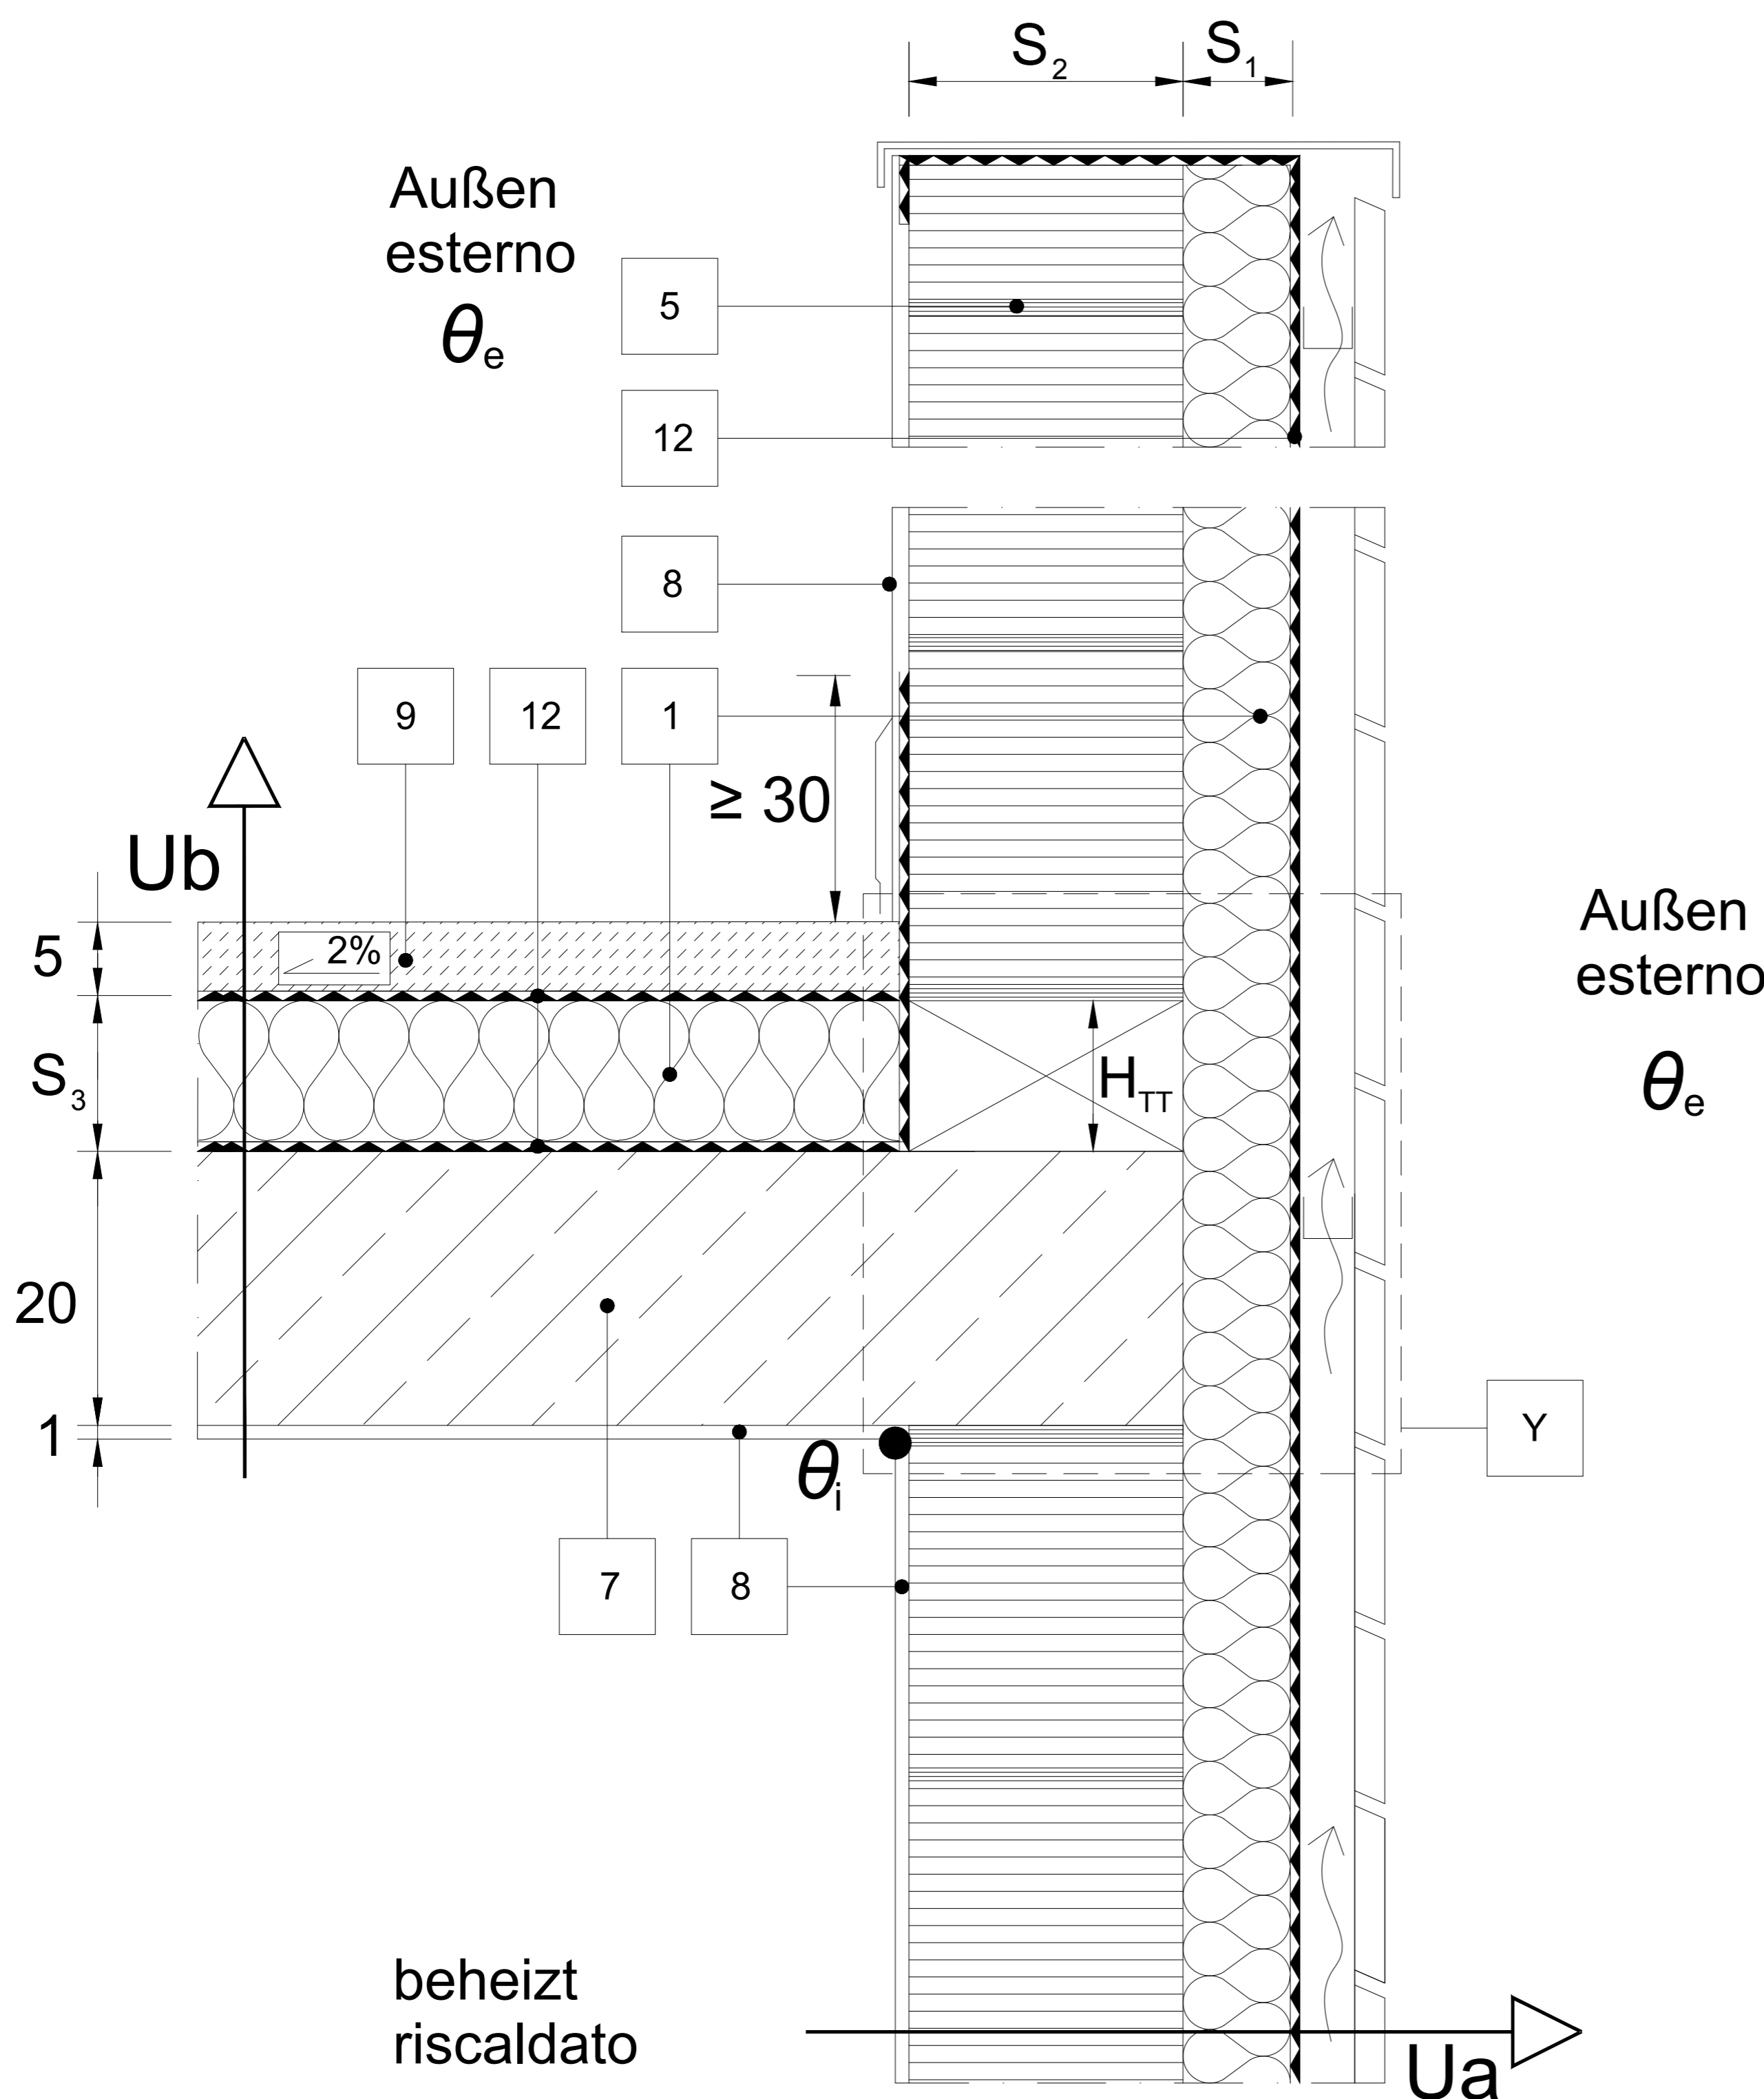 S₂
S₁
Außen
esterno
θe
5
12
8
9
12
1
≥ 30
Ub
5
2%
Außen
esterno
θe
S₃
HTT
20
1
θi
Y
7
8
beheizt
riscaldato
Ua